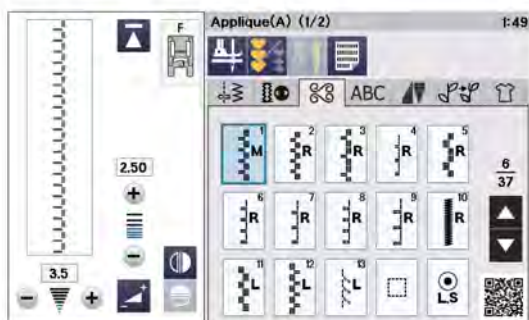 F
2.50
3.5
Applique(A) (1/2) 1:49
ABC
1 M 2 R 3 R 4 R 5 R
6 R 7 R 8 R 9 R 10 R
11 L 12 L 13 L L.S
6
37